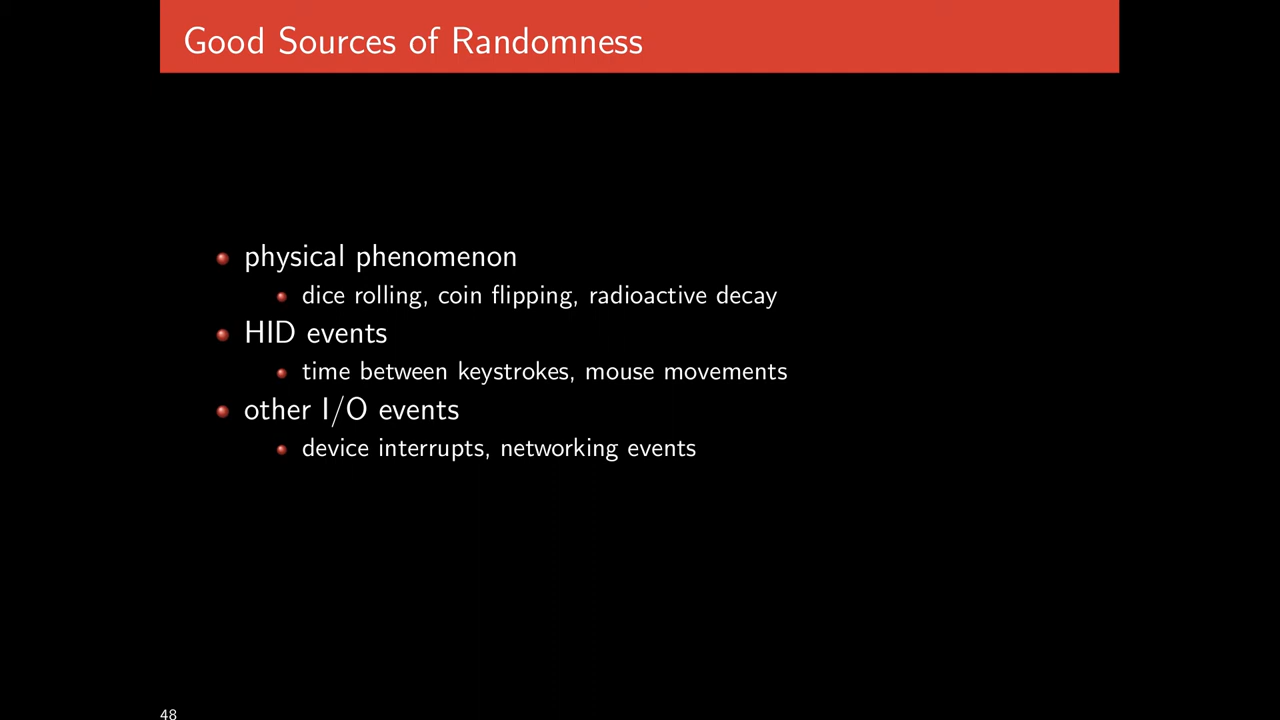 Good Sources of Randomness
physical phenomenon
dice rolling, coin flipping, radioactive decay
HID events
time between keystrokes, mouse movements
other I/O events
device interrupts, networking events
48